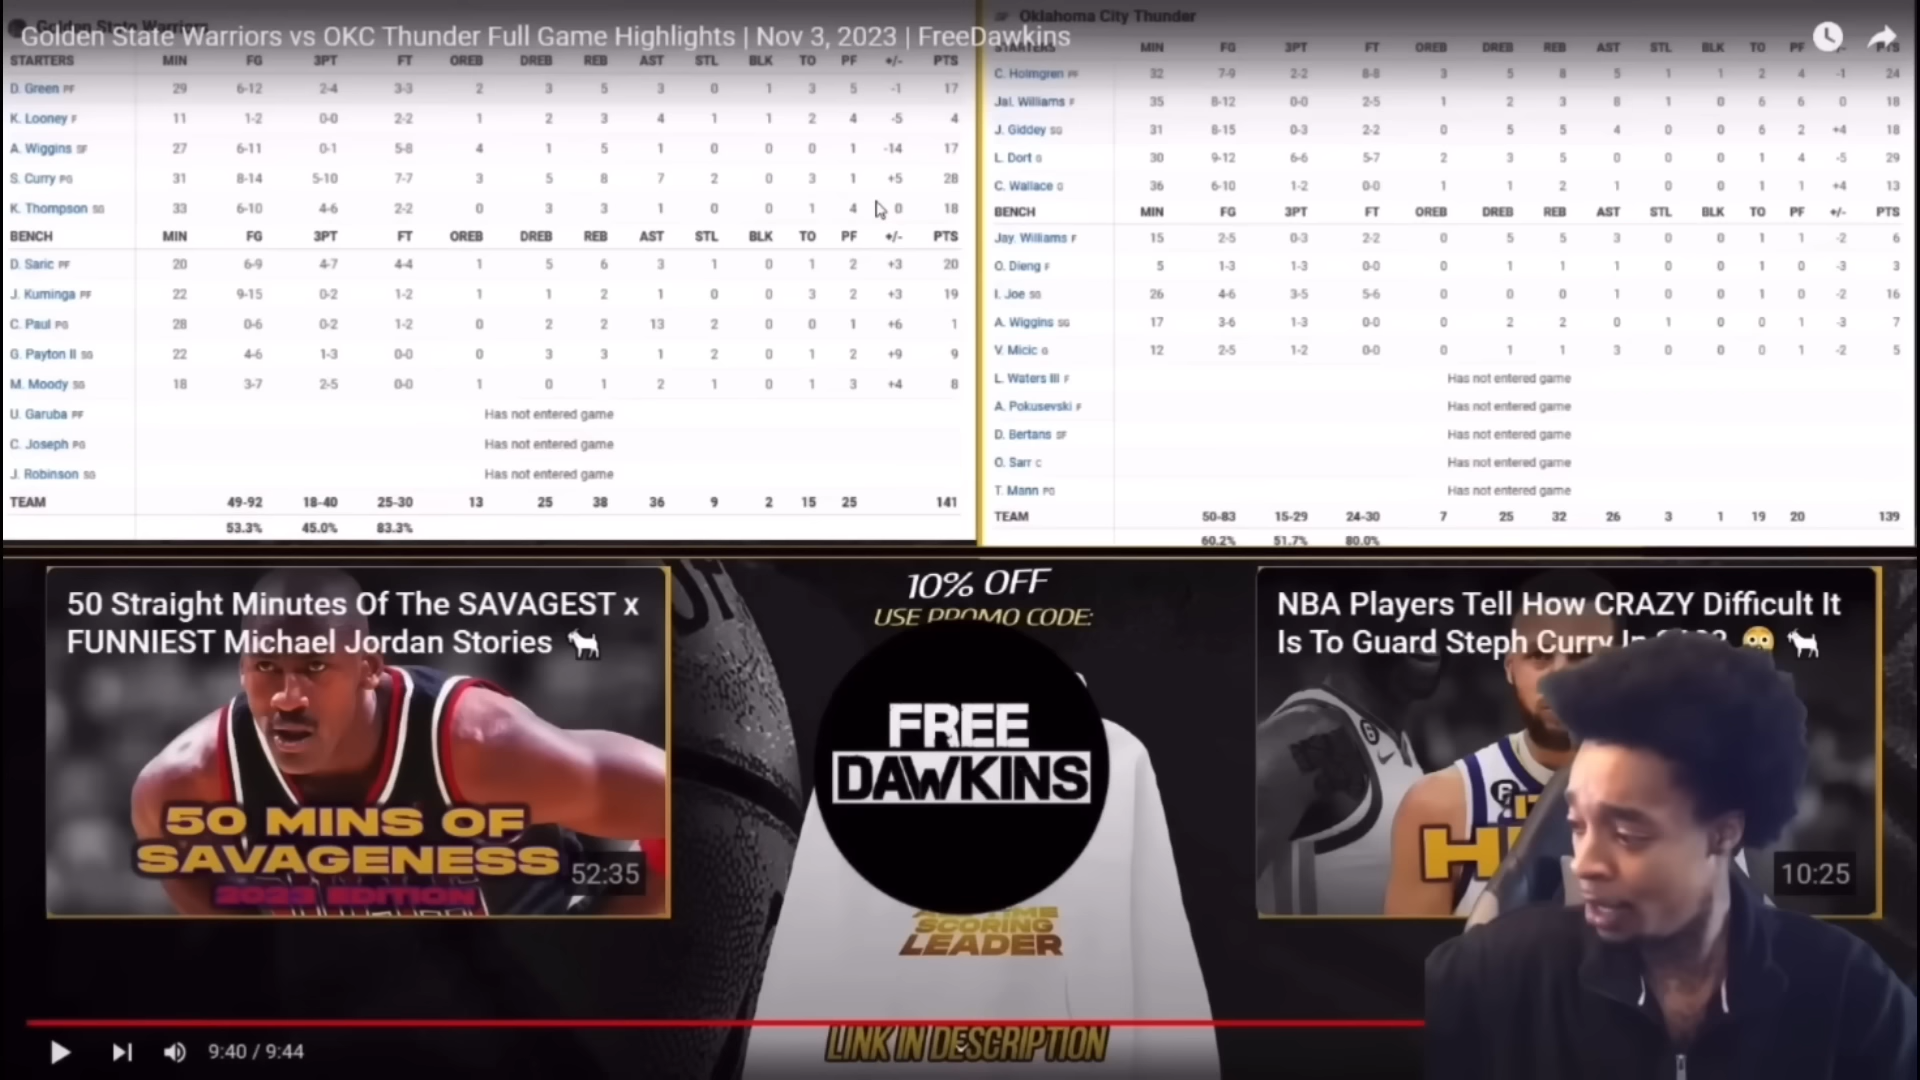 Golden State Warriors
Golden State Warriors vs OKC Thunder Full Game Highlights | Nov 3, 2023 | FreeDawkins
STARTERS MIN FG 3PT FT OREB DREB REB AST STL BLK TO PF +/- PTS
D. Green PF 29 6-12 2-4 3-3 2 3 5 3 0 1 3 5 -1 17
K. Looney F 11 1-2 0-0 2-2 1 2 3 4 1 1 2 4 -5 4
A. Wiggins SF 27 6-11 0-1 5-8 4 1 5 1 0 0 0 1 -14 17
S. Curry PG 31 8-14 5-10 7-7 3 5 8 7 2 0 3 1 +5 28
K. Thompson SG 33 6-10 4-6 2-2 0 3 3 1 0 0 1 4 0 18
BENCH MIN FG 3PT FT OREB DREB REB AST STL BLK TO PF +/- PTS
D. Saric PF 20 6-9 4-7 4-4 1 5 6 3 1 0 1 2 +3 20
J. Kuminga PF 22 9-15 0-2 1-2 1 1 2 1 0 0 3 2 +3 19
C. Paul PG 28 0-6 0-2 1-2 0 2 2 13 2 0 0 1 +6 1
G. Payton II SG 22 4-6 1-3 0-0 0 3 3 1 2 0 1 2 +9 9
M. Moody SG 18 3-7 2-5 0-0 1 0 1 2 1 0 1 3 +4 8
U. Garuba PF Has not entered game
C. Joseph PG Has not entered game
J. Robinson SG Has not entered game
TEAM 49-92 18-40 25-30 13 25 38 36 9 2 15 25 141
53.3% 45.0% 83.3%
Oklahoma City Thunder
STARTERS MIN FG 3PT FT OREB DREB REB AST STL BLK TO PF +/- PTS
C. Holmgren PF 32 7-9 2-2 8-8 3 5 8 5 1 1 2 4 -1 24
Jal. Williams F 35 8-12 0-0 2-5 1 2 3 8 1 0 6 6 0 18
J. Giddey SG 31 8-15 0-3 2-2 0 5 5 4 0 0 6 2 +4 18
L. Dort G 30 9-12 6-6 5-7 2 3 5 0 0 0 1 4 -5 29
C. Wallace G 36 6-10 1-2 0-0 1 1 2 1 0 0 1 1 +4 13
BENCH MIN FG 3PT FT OREB DREB REB AST STL BLK TO PF +/- PTS
Jay. Williams F 15 2-5 0-3 2-2 0 5 5 3 0 0 1 1 -2 6
O. Dieng F 5 1-3 1-3 0-0 0 1 1 1 0 0 1 0 -3 3
I. Joe SG 26 4-6 3-5 5-6 0 0 0 1 0 0 1 0 -2 16
A. Wiggins SG 17 3-6 1-3 0-0 0 2 2 0 1 0 0 1 -3 7
V. Micic G 12 2-5 1-2 0-0 0 1 1 3 0 0 0 1 -2 5
L. Waters III F Has not entered game
A. Pokusevski F Has not entered game
D. Bertans SF Has not entered game
O. Sarr C Has not entered game
T. Mann PG Has not entered game
TEAM 50-83 15-29 24-30 7 25 32 26 3 1 19 20 139
60.2% 51.7% 80.0%
50 Straight Minutes Of The SAVAGEST x
FUNNIEST Michael Jordan Stories
50 MINS OF
SAVAGENESS
2023 EDITION
52:35
10% OFF
USE PROMO CODE:
FREE
DAWKINS
SCORING
LEADER
LINK IN DESCRIPTION
NBA Players Tell How CRAZY Difficult It
Is To Guard Steph Curry
10:25
9:40 / 9:44